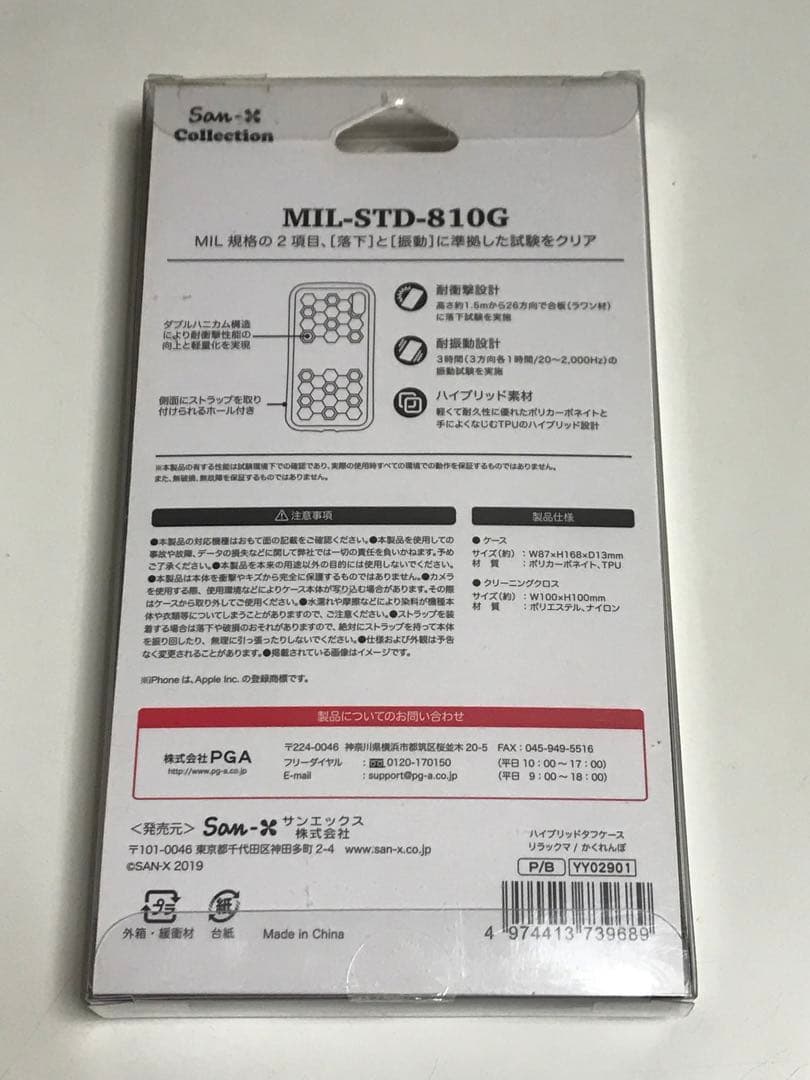 San-X
Collection
MIL-STD-810G
MIL 規格の2項目、[落下]と[振動]に準拠した試験をクリア
ダブルハニカム構造
により耐衝撃性能の
向上と軽量化を実現
側面にストラップを取り
付けられるホール付き
耐衝撃設計
高さ約1.5mから26方向で合板(ラワン材)
に落下試験を実施
耐振動設計
3時間(3方向各1時間/20〜2,000Hz)の
振動試験を実施
ハイブリッド素材
軽くて耐久性に優れたポリカーボネイトと
手によくなじむTPUのハイブリッド設計
※本製品の有する性能は試験環境下での確認であり、実際の使用時すべての環境での動作を保証するものではありません。
また、無破損、無故障を保証するものではありません。
注意事項
●本製品の対応機種はおもて面の記載をご確認ください。●本製品を使用しての
事故や故障、データの損失などに関して弊社では一切の責任を負いかねます。予め
ご了承ください。●本製品を本来の用途以外の目的には使用しないでください。
●本製品は本体を衝撃やキズから完全に保護するものではありません。●カメラ
を使用する際、使用環境などによりケース本体が写り込む場合があります。その際
はケースから取り外してご使用ください。●水濡れや摩擦などにより染料が機種本
体や衣類等についてしまうことがありますので、ご注意ください。●ストラップを装
着する場合は落下や破損のおそれがありますので、絶対にストラップを持って本体
を振り回したり、無理に引っ張ったりしないでください。●仕様および外観は予告
なく変更されることがあります。●掲載されている画像はイメージです。
※iPhoneは、Apple Inc. の登録商標です。
製品仕様
●ケース
サイズ(約) : W87×H168×D13mm
材 質 : ポリカーボネイト、TPU
●クリーニングクロス
サイズ(約) : W100×H100mm
材 質 : ポリエステル、ナイロン
製品についてのお問い合わせ
株式会社PGA
http://www.pg-a.co.jp
〒224-0046 神奈川県横浜市都筑区桜並木 20-5 FAX : 045-949-5516
フリーダイヤル : 0120-170150 (平日 10:00〜17:00)
E-mail : support@pg-a.co.jp (平日 9:00〜18:00)
<発売元> San-X サンエックス
株式会社
〒101-0046 東京都千代田区神田多町2-4 www.san-x.co.jp
©SAN-X 2019
ハイブリッドタフケース
リラックマ / かくれんぼ
P/B YY02901
プラ
外箱・緩衝材
紙
台紙
Made in China
4 974413 739689